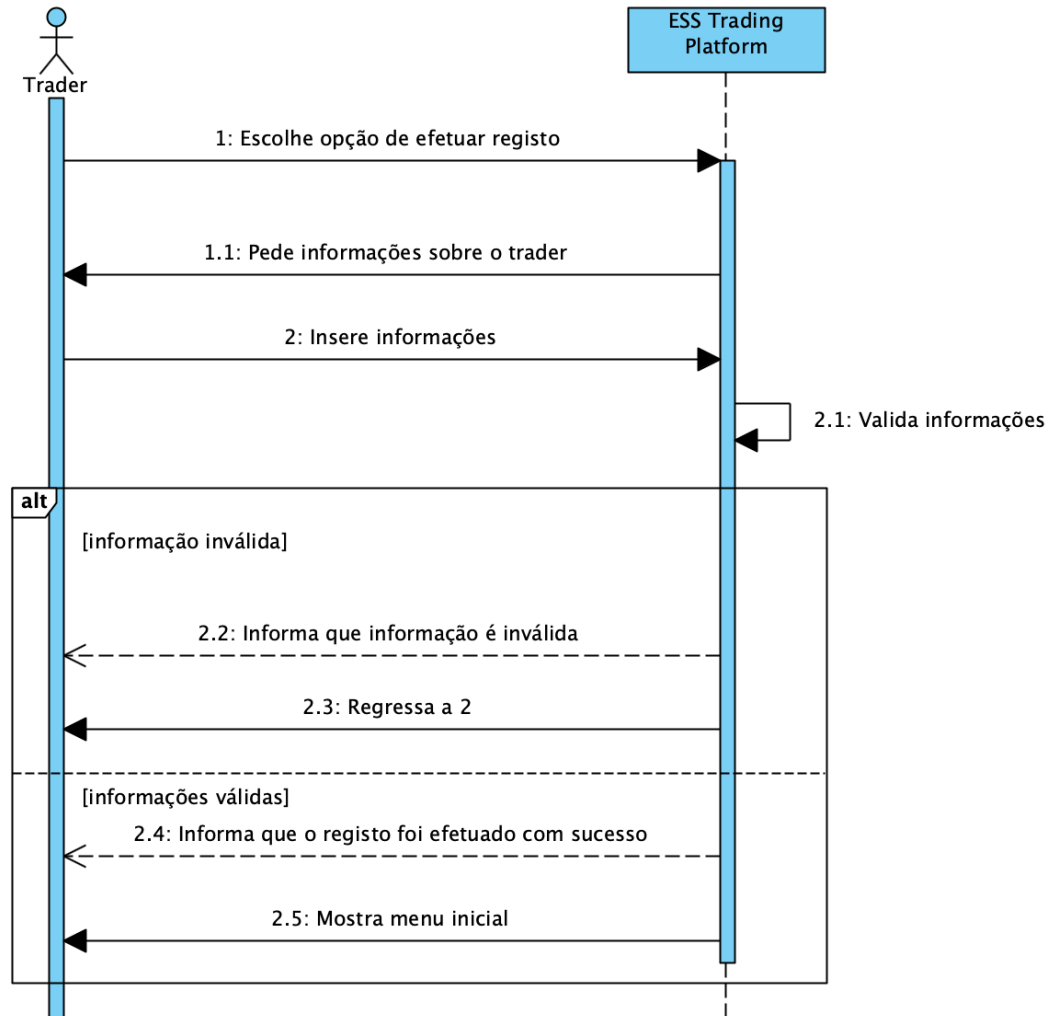 ESS Trading
Platform
Trader
1: Escolhe opção de efetuar registo
1.1: Pede informações sobre o trader
2: Insere informações
2.1: Valida informações
alt
[informação inválida]
2.2: Informa que informação é inválida
2.3: Regressa a 2
[informações válidas]
2.4: Informa que o registo foi efetuado com sucesso
2.5: Mostra menu inicial